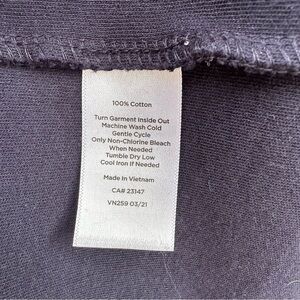 100% Cotton
Turn Garment Inside Out
Machine Wash Cold
Gentle Cycle
Only Non-Chlorine Bleach
When Needed
Tumble Dry Low
Cool Iron If Needed
Made in Vietnam
CA# 23147
VN259 03/21